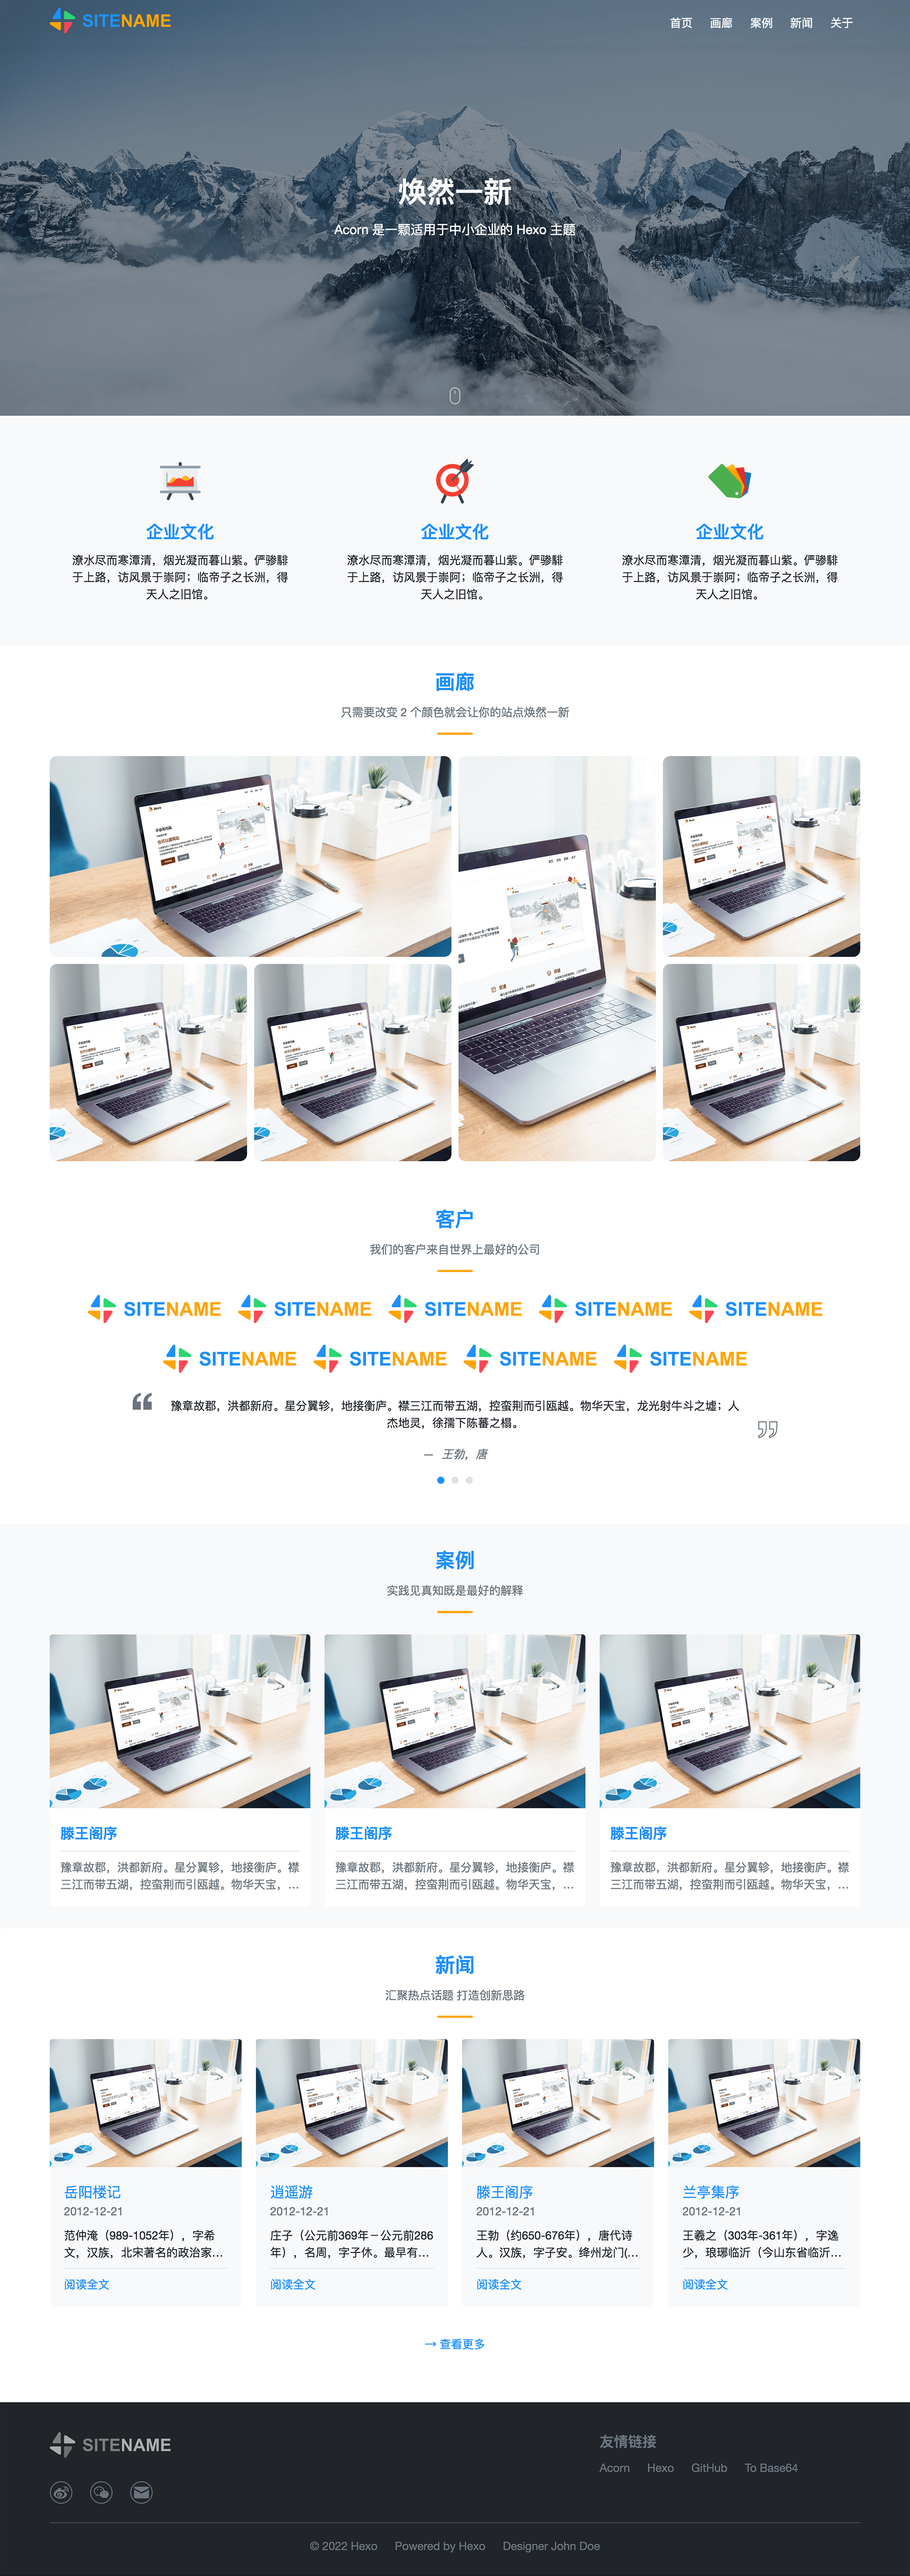 SITENAME
首页 画廊 案例 新闻 关于
焕然一新
Acorn 是一颗适用于中小企业的 Hexo 主题
企业文化
潦水尽而寒潭清，烟光凝而暮山紫。俨骖騑
于上路，访风景于崇阿；临帝子之长洲，得
天人之旧馆。
企业文化
潦水尽而寒潭清，烟光凝而暮山紫。俨骖騑
于上路，访风景于崇阿；临帝子之长洲，得
天人之旧馆。
企业文化
潦水尽而寒潭清，烟光凝而暮山紫。俨骖騑
于上路，访风景于崇阿；临帝子之长洲，得
天人之旧馆。
画廊
只需要改变 2 个颜色就会让你的站点焕然一新
客户
我们的客户来自世界上最好的公司
SITENAME SITENAME SITENAME SITENAME SITENAME
SITENAME SITENAME SITENAME SITENAME
豫章故郡，洪都新府。星分翼轸，地接衡庐。襟三江而带五湖，控蛮荆而引瓯越。物华天宝，龙光射牛斗之墟；人
杰地灵，徐孺下陈蕃之榻。
— 王勃，唐
案例
实践见真知既是最好的解释
滕王阁序
豫章故郡，洪都新府。星分翼轸，地接衡庐。襟
三江而带五湖，控蛮荆而引瓯越。物华天宝，...
滕王阁序
豫章故郡，洪都新府。星分翼轸，地接衡庐。襟
三江而带五湖，控蛮荆而引瓯越。物华天宝，...
滕王阁序
豫章故郡，洪都新府。星分翼轸，地接衡庐。襟
三江而带五湖，控蛮荆而引瓯越。物华天宝，...
新闻
汇聚热点话题 打造创新思路
岳阳楼记
2012-12-21
范仲淹（989-1052年），字希
文，汉族，北宋著名的政治家...
阅读全文
逍遥游
2012-12-21
庄子（公元前369年－公元前286
年），名周，字子休。最早有...
阅读全文
滕王阁序
2012-12-21
王勃（约650-676年），唐代诗
人。汉族，字子安。绛州龙门(...
阅读全文
兰亭集序
2012-12-21
王羲之（303年-361年），字逸
少，琅琊临沂（今山东省临沂...
阅读全文
→ 查看更多
SITENAME
友情链接
Acorn Hexo GitHub To Base64
© 2022 Hexo Powered by Hexo Designer John Doe